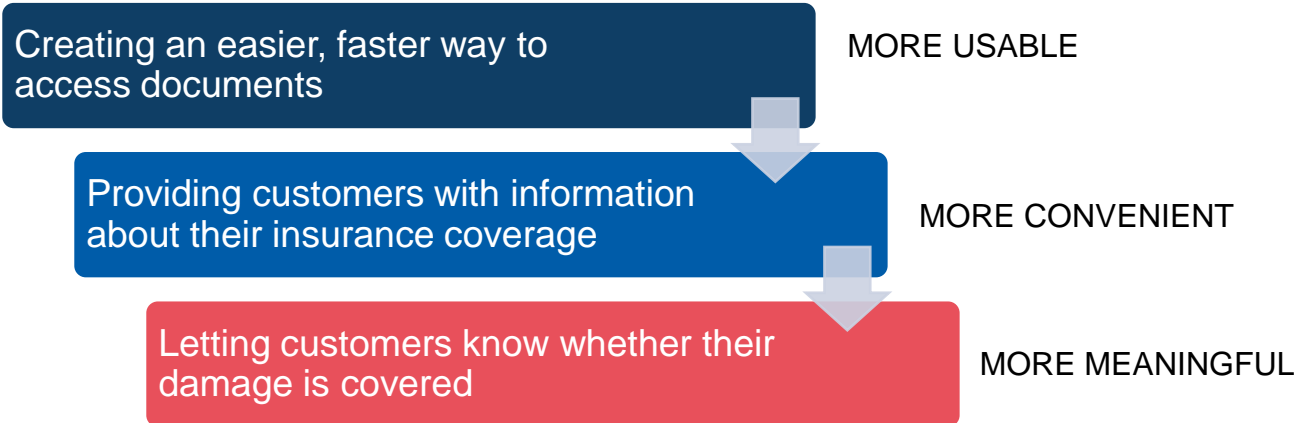 Creating an easier, faster way to
access documents
MORE USABLE
Providing customers with information
about their insurance coverage
MORE CONVENIENT
Letting customers know whether their
damage is covered
MORE MEANINGFUL